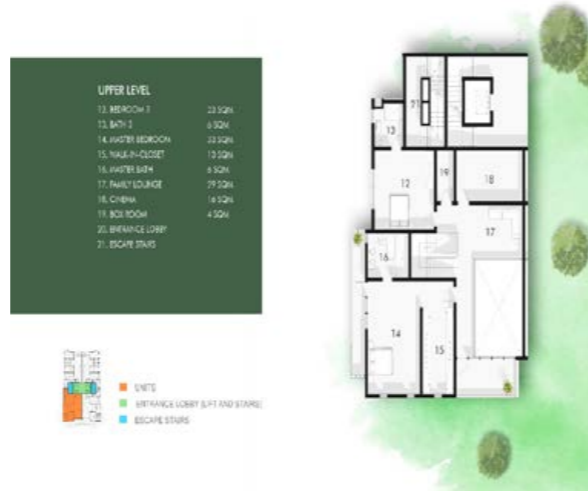 UPPER LEVEL
12. BEDROOM 3 23 SQM
13. BATH 3 6 SQM
14. MASTER BEDROOM 33 SQM
15. WALK-IN-CLOSET 13 SQM
16. MASTER BATH 6 SQM
17. FAMILY LOUNGE 29 SQM
18. CINEMA 16 SQM
19. BOX ROOM 4 SQM
20. ENTRANCE LOBBY
21. ESCAPE STAIRS
21
13
12
19
18
17
16
14
15
UNITS
ENTRANCE LOBBY (LIFT AND STAIRS)
ESCAPE STAIRS